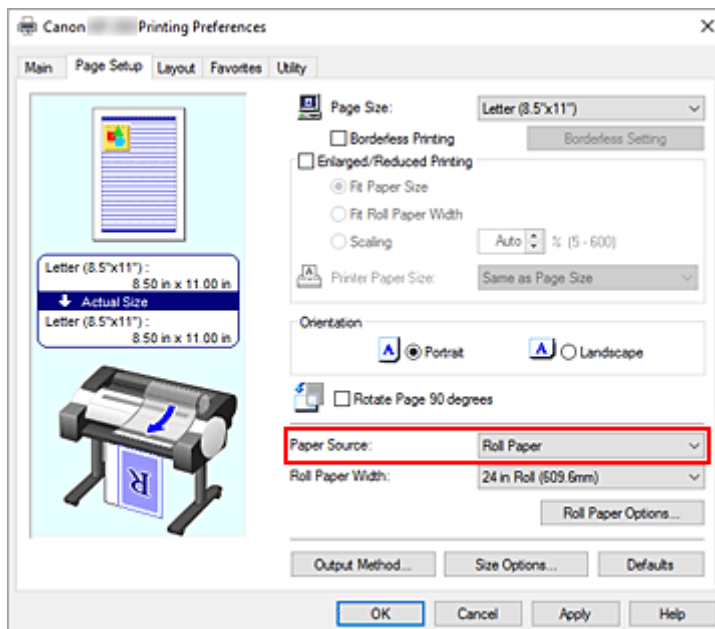 Canon Printing Preferences
Main Page Setup Layout Favorites Utility
Page Size: Letter (8.5"x11")
Borderless Printing Borderless Setting
Enlarged/Reduced Printing
Fit Paper Size
Fit Roll Paper Width
Scaling Auto % (5 - 600)
Printer Paper Size: Same as Page Size
Letter (8.5"x11") :
8.50 in x 11.00 in
Actual Size
Letter (8.5"x11") :
8.50 in x 11.00 in
Orientation
A Portrait A Landscape
Rotate Page 90 degrees
Paper Source: Roll Paper
Roll Paper Width: 24 in Roll (609.6mm)
Roll Paper Options...
R
Output Method... Size Options... Defaults
OK Cancel Apply Help